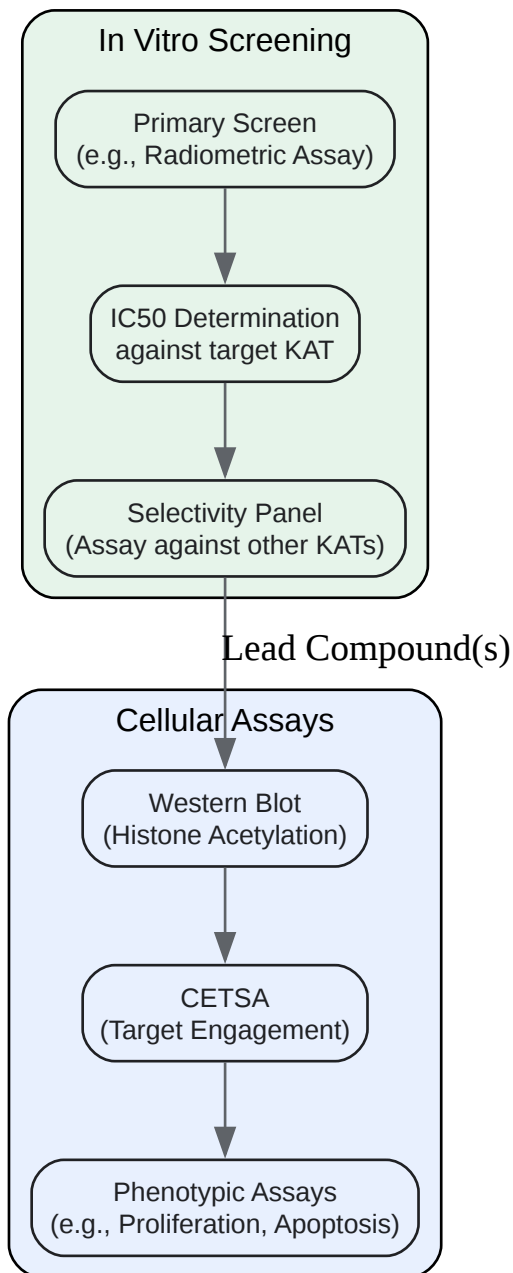 In Vitro Screening
Primary Screen
(e.g., Radiometric Assay)
IC50 Determination
against target KAT
Selectivity Panel
(Assay against other KATs)
Lead Compound(s)
Cellular Assays
Western Blot
(Histone Acetylation)
CETSA
(Target Engagement)
Phenotypic Assays
(e.g., Proliferation, Apoptosis)